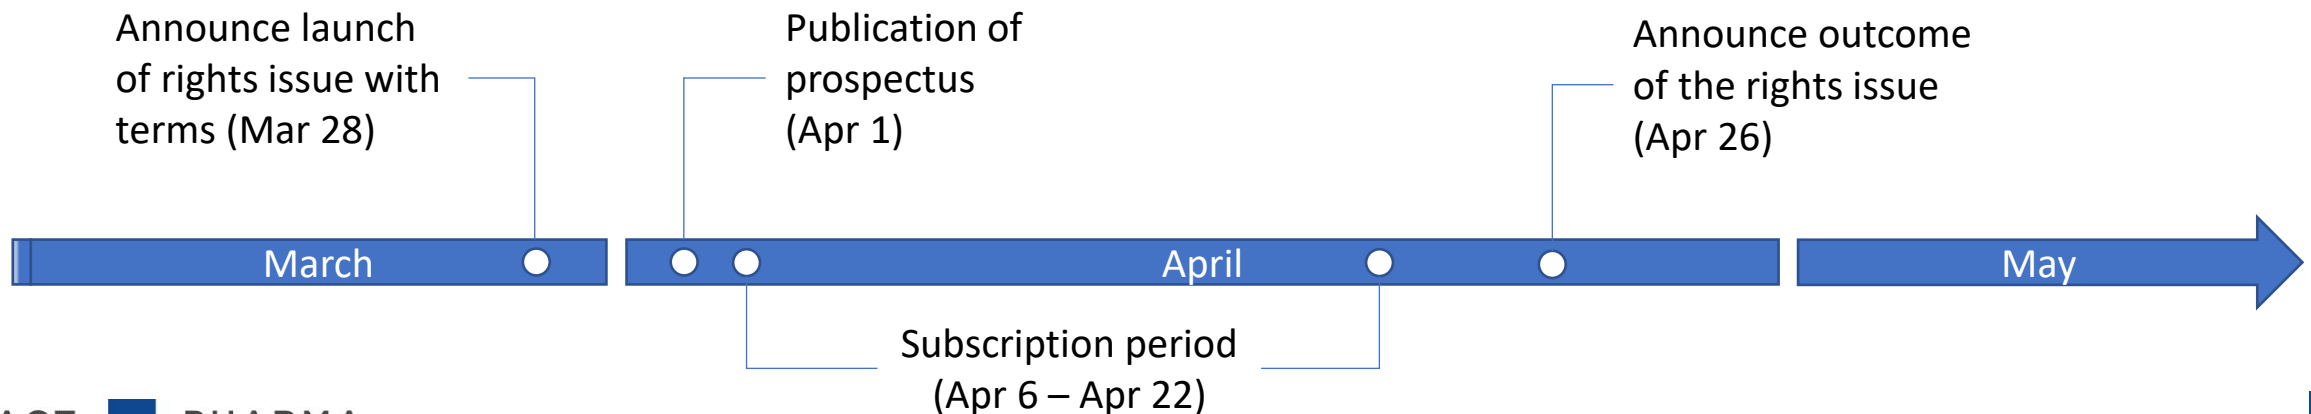 Announce launch
of rights issue with
terms (Mar 28)
Publication of
prospectus
(Apr 1)
Announce outcome
of the rights issue
(Apr 26)
March
April
May
Subscription period
(Apr 6 – Apr 22)